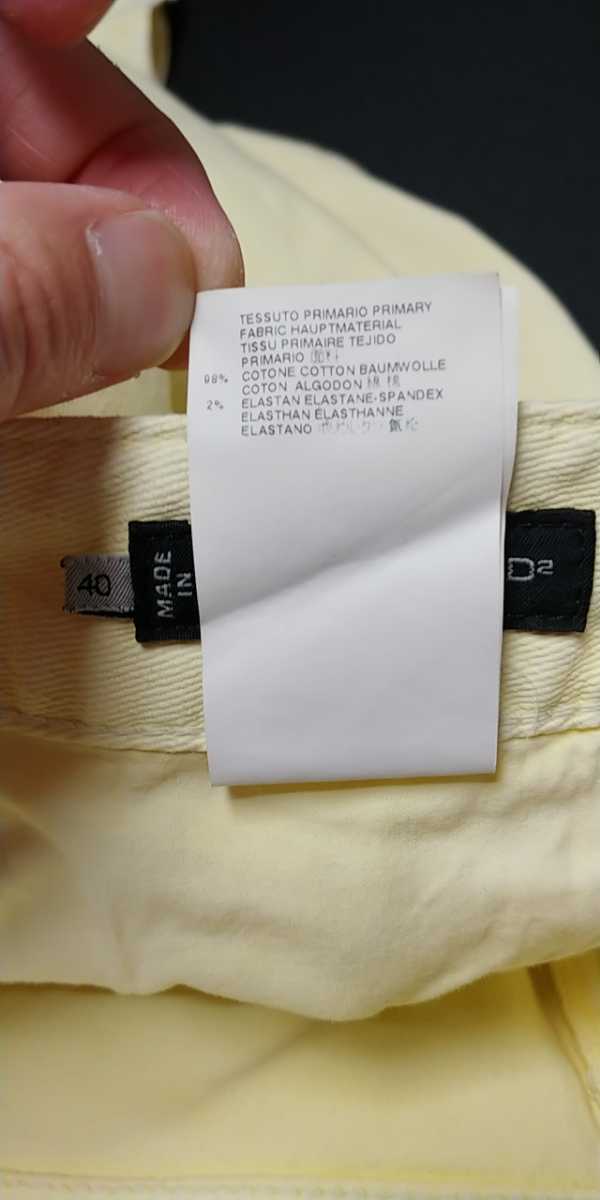 TESSUTO PRIMARIO PRIMARY
FABRIC HAUPTMATERIAL
TISSU PRIMAIRE TEJIDO
PRIMARIO
98% COTONE COTTON BAUMWOLLE
COTON ALGODON 綿 棉
2% ELASTAN ELASTANE-SPANDEX
ELASTHAN ELASTHANNE
ELASTANO
40
MADE
IN
D2